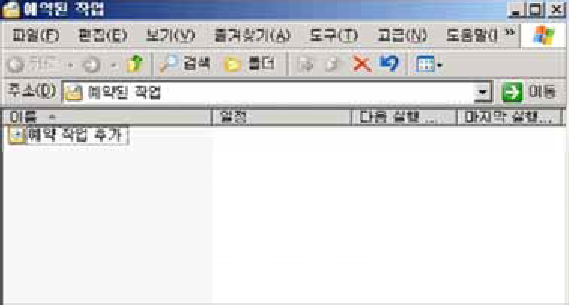 예약된 작업
파일(F) 편집(E) 보기(V) 즐겨찾기(A) 도구(T) 고급(N) 도움말( »
뒤로 검색 폴더
주소(D) 예약된 작업 이동
이름 일정 다음 실행 ... 마지막 실행...
예약 작업 추가